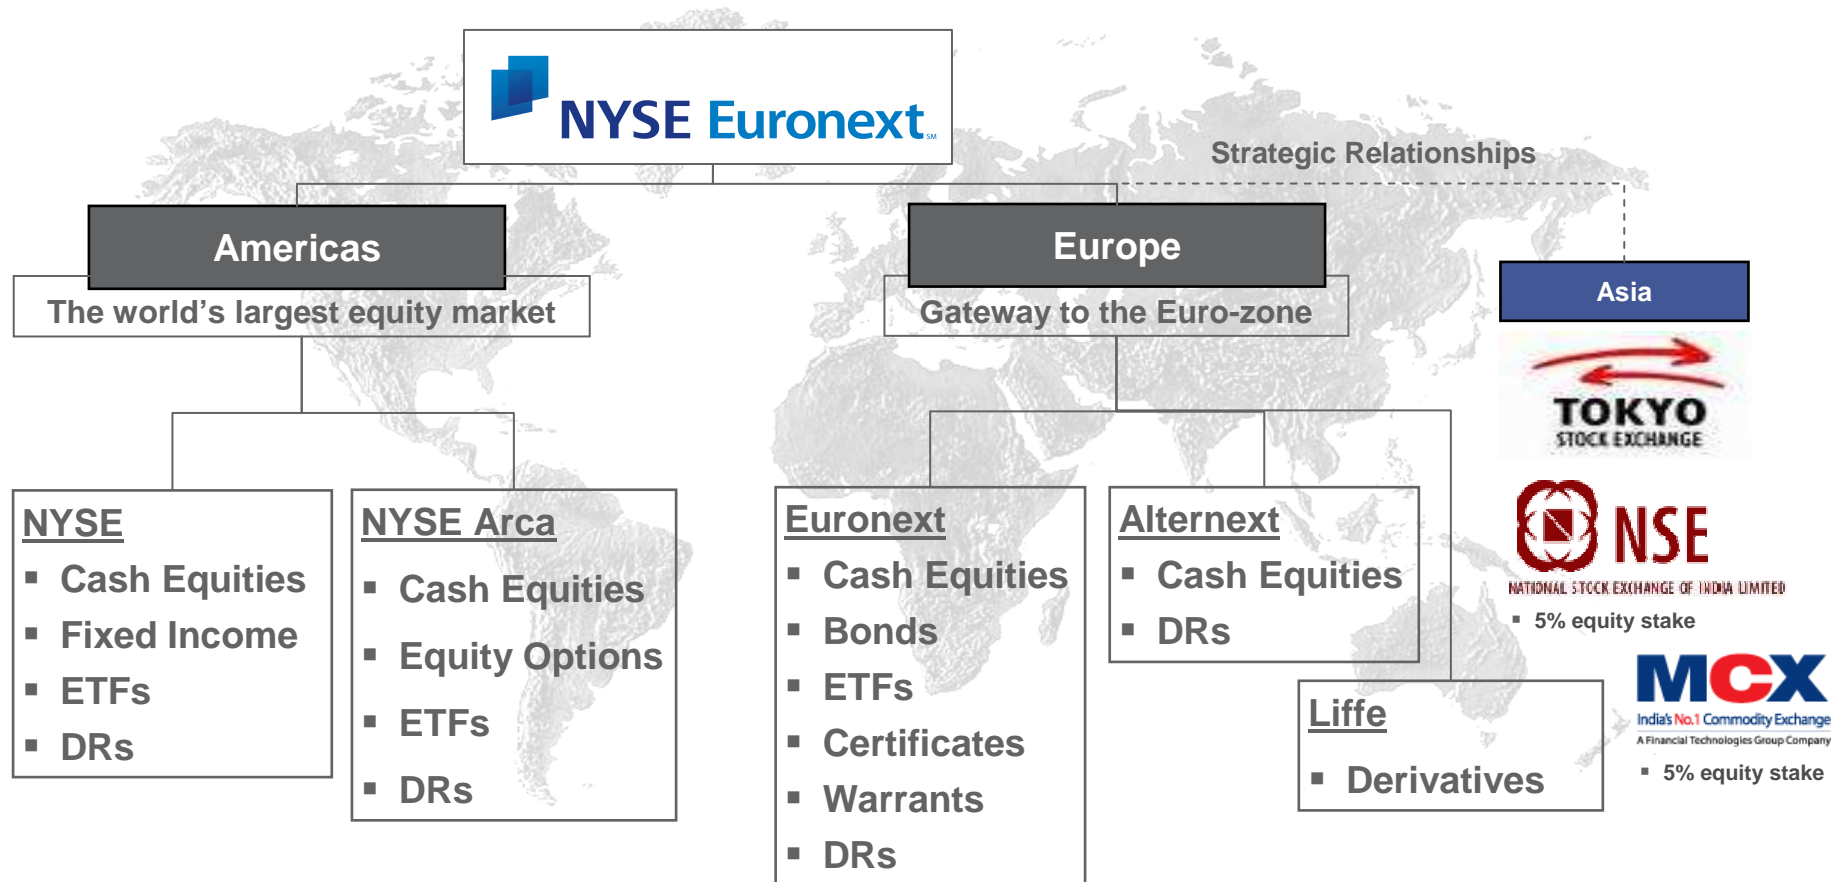 NYSE Euronext SM
Strategic Relationships
Americas
The world's largest equity market
Europe
Gateway to the Euro-zone
Asia
TOKYO
STOCK EXCHANGE
NSE
NATIONAL STOCK EXCHANGE OF INDIA LIMITED
▪ 5% equity stake
MCX
India's No.1 Commodity Exchange
A Financial Technologies Group Company
▪ 5% equity stake
NYSE
▪ Cash Equities
▪ Fixed Income
▪ ETFs
▪ DRs
NYSE Arca
▪ Cash Equities
▪ Equity Options
▪ ETFs
▪ DRs
Euronext
▪ Cash Equities
▪ Bonds
▪ ETFs
▪ Certificates
▪ Warrants
▪ DRs
Alternext
▪ Cash Equities
▪ DRs
Liffe
▪ Derivatives